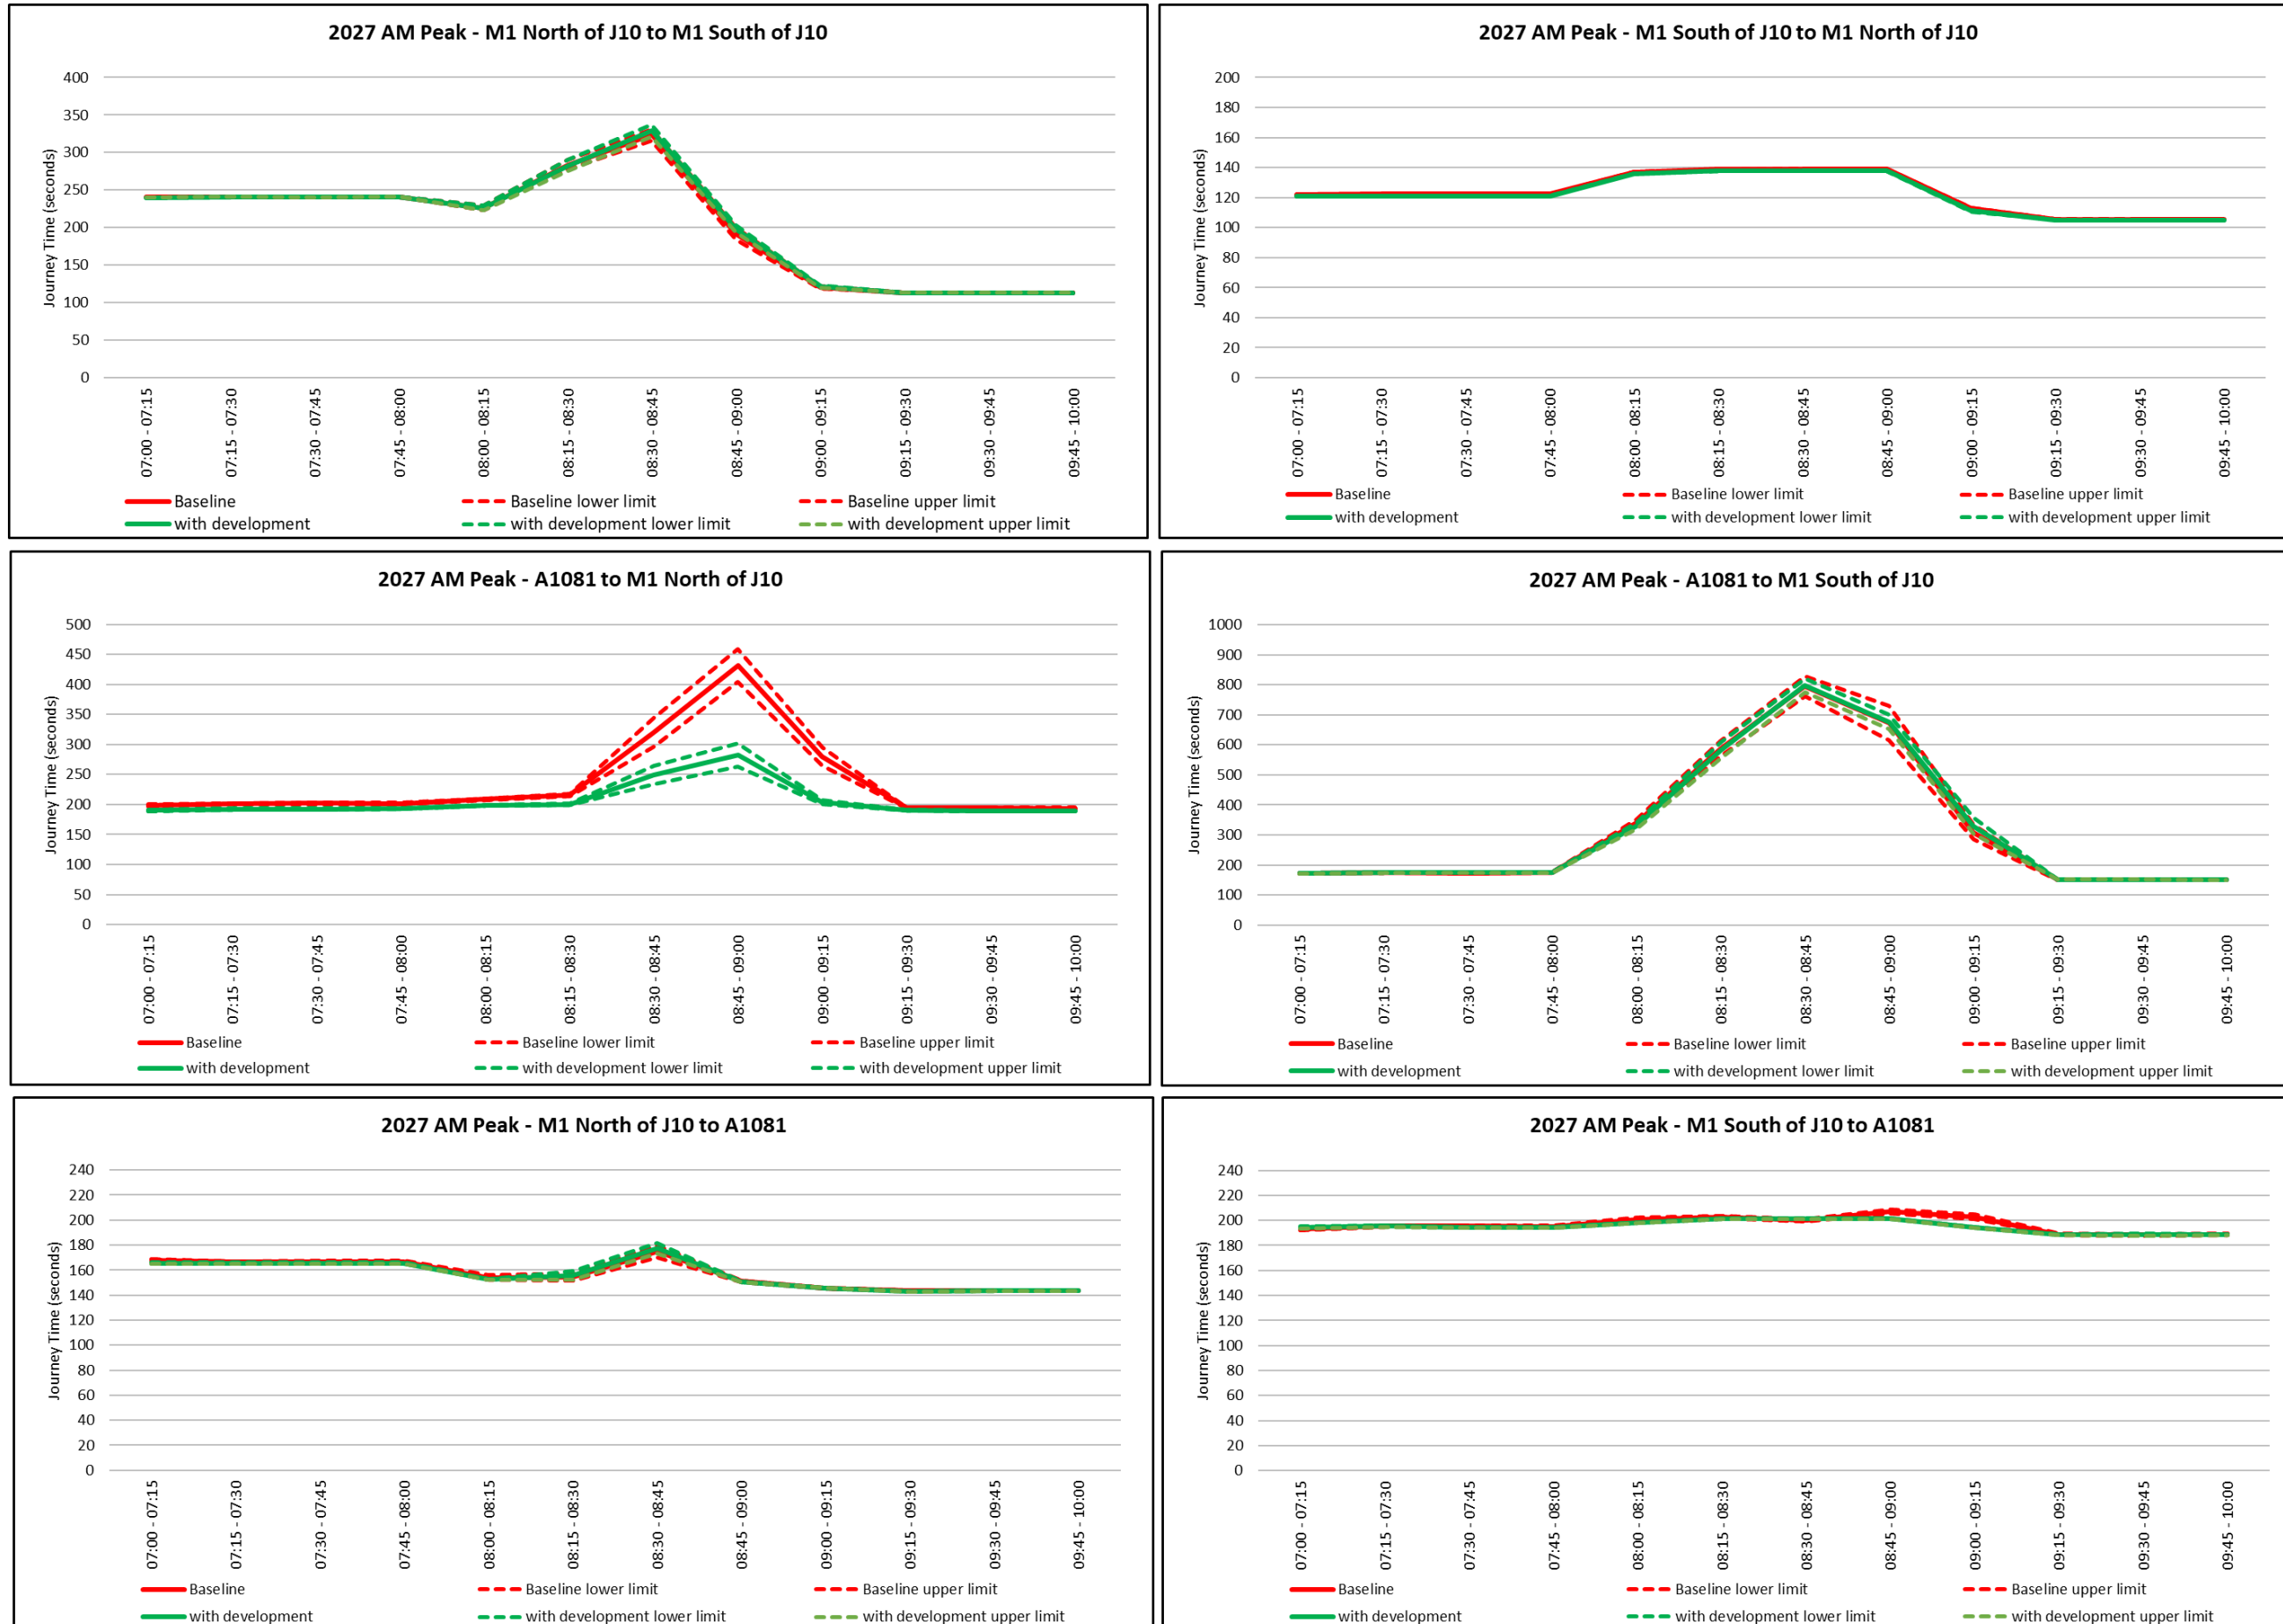 2027 AM Peak - M1 North of J10 to M1 South of J10
Journey Time (seconds)
400
350
300
250
200
150
100
50
0
07:00 - 07:15
07:15 - 07:30
07:30 - 07:45
07:45 - 08:00
08:00 - 08:15
08:15 - 08:30
08:30 - 08:45
08:45 - 09:00
09:00 - 09:15
09:15 - 09:30
09:30 - 09:45
09:45 - 10:00
Baseline Baseline lower limit Baseline upper limit
with development with development lower limit with development upper limit
2027 AM Peak - M1 South of J10 to M1 North of J10
Journey Time (seconds)
200
180
160
140
120
100
80
60
40
20
0
07:00 - 07:15
07:15 - 07:30
07:30 - 07:45
07:45 - 08:00
08:00 - 08:15
08:15 - 08:30
08:30 - 08:45
08:45 - 09:00
09:00 - 09:15
09:15 - 09:30
09:30 - 09:45
09:45 - 10:00
Baseline Baseline lower limit Baseline upper limit
with development with development lower limit with development upper limit
2027 AM Peak - A1081 to M1 North of J10
Journey Time (seconds)
500
450
400
350
300
250
200
150
100
50
0
07:00 - 07:15
07:15 - 07:30
07:30 - 07:45
07:45 - 08:00
08:00 - 08:15
08:15 - 08:30
08:30 - 08:45
08:45 - 09:00
09:00 - 09:15
09:15 - 09:30
09:30 - 09:45
09:45 - 10:00
Baseline Baseline lower limit Baseline upper limit
with development with development lower limit with development upper limit
2027 AM Peak - A1081 to M1 South of J10
Journey Time (seconds)
1000
900
800
700
600
500
400
300
200
100
0
07:00 - 07:15
07:15 - 07:30
07:30 - 07:45
07:45 - 08:00
08:00 - 08:15
08:15 - 08:30
08:30 - 08:45
08:45 - 09:00
09:00 - 09:15
09:15 - 09:30
09:30 - 09:45
09:45 - 10:00
Baseline Baseline lower limit Baseline upper limit
with development with development lower limit with development upper limit
2027 AM Peak - M1 North of J10 to A1081
Journey Time (seconds)
240
220
200
180
160
140
120
100
80
60
40
20
0
07:00 - 07:15
07:15 - 07:30
07:30 - 07:45
07:45 - 08:00
08:00 - 08:15
08:15 - 08:30
08:30 - 08:45
08:45 - 09:00
09:00 - 09:15
09:15 - 09:30
09:30 - 09:45
09:45 - 10:00
Baseline Baseline lower limit Baseline upper limit
with development with development lower limit with development upper limit
2027 AM Peak - M1 South of J10 to A1081
Journey Time (seconds)
240
220
200
180
160
140
120
100
80
60
40
20
0
07:00 - 07:15
07:15 - 07:30
07:30 - 07:45
07:45 - 08:00
08:00 - 08:15
08:15 - 08:30
08:30 - 08:45
08:45 - 09:00
09:00 - 09:15
09:15 - 09:30
09:30 - 09:45
09:45 - 10:00
Baseline Baseline lower limit Baseline upper limit
with development with development lower limit with development upper limit